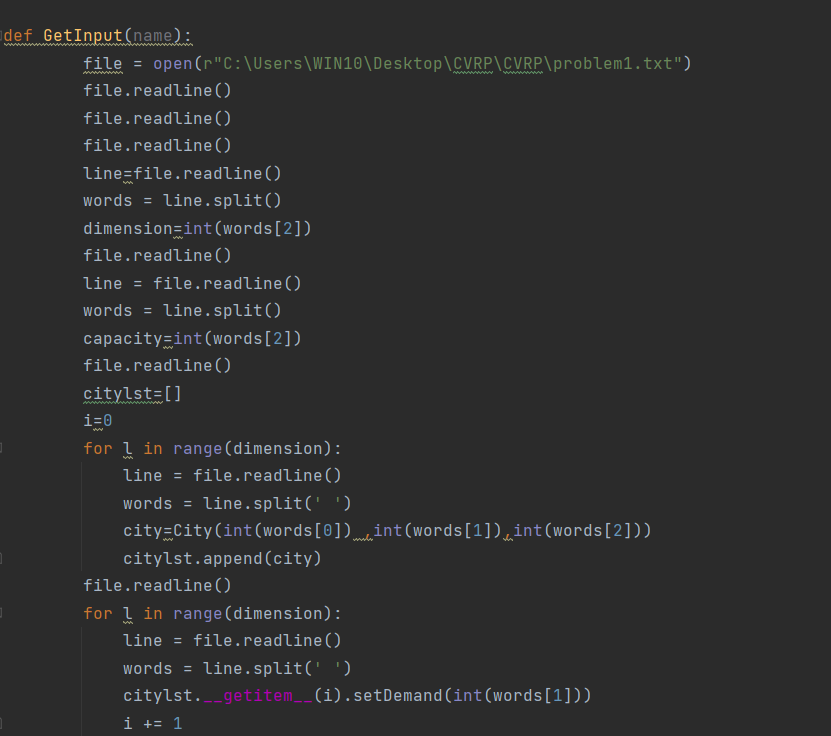 def GetInput(name):
        file = open(r"C:\Users\WIN10\Desktop\CVRP\CVRP\problem1.txt")
        file.readline()
        file.readline()
        file.readline()
        line=file.readline()
        words = line.split()
        dimension=int(words[2])
        file.readline()
        line = file.readline()
        words = line.split()
        capacity=int(words[2])
        file.readline()
        citylst=[]
        i=0
        for l in range(dimension):
            line = file.readline()
            words = line.split(' ')
            city=City(int(words[0]) ,int(words[1]),int(words[2]))
            citylst.append(city)
        file.readline()
        for l in range(dimension):
            line = file.readline()
            words = line.split(' ')
            citylst.__getitem__(i).setDemand(int(words[1]))
            i += 1